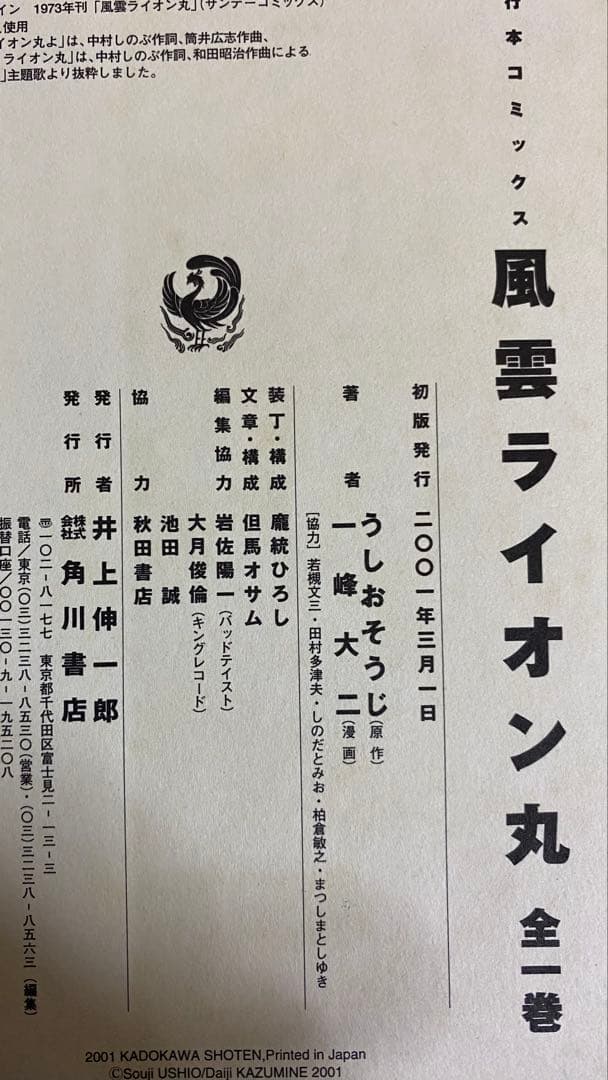 イン 1973年刊「風雲ライオン丸」(サンデーコミックス)
使用
イオン丸よ」は、中村しのぶ作詞、筒井広志作曲、
ライオン丸」は、中村しのぶ作詞、和田昭治作曲による
」主題歌より抜粋しました。
行本コミックス 風雲ライオン丸 全一巻
初版発行 二〇〇一年三月一日
著者 うしおそうじ(原作)
一峰大二(漫画)
[協力]若槻文三・田村多津夫・しのだとみお・柏倉敏之・まつしまとしゆき
装丁・構成 龐統ひろし
文章・構成 但馬オサム
編集協力 岩佐陽一(バッドテイスト)
大月俊倫(キングレコード)
池田誠
協力 秋田書店
発行者 井上伸一郎
発行所 株式会社 角川書店
〒一〇二-八一七七 東京都千代田区富士見二-一三-三
電話/東京(〇三)三二三八-八五三〇(営業)・(〇三)三二三八-八五六三(編集)
振替口座/〇〇一三〇-九-一九五二〇八
2001 KADOKAWA SHOTEN,Printed in Japan
©Souji USHIO/Daiji KAZUMINE 2001